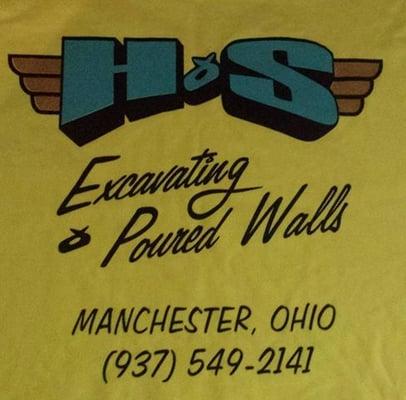 H & S
Excavating
& Poured Walls
MANCHESTER, OHIO
(937) 549-2141